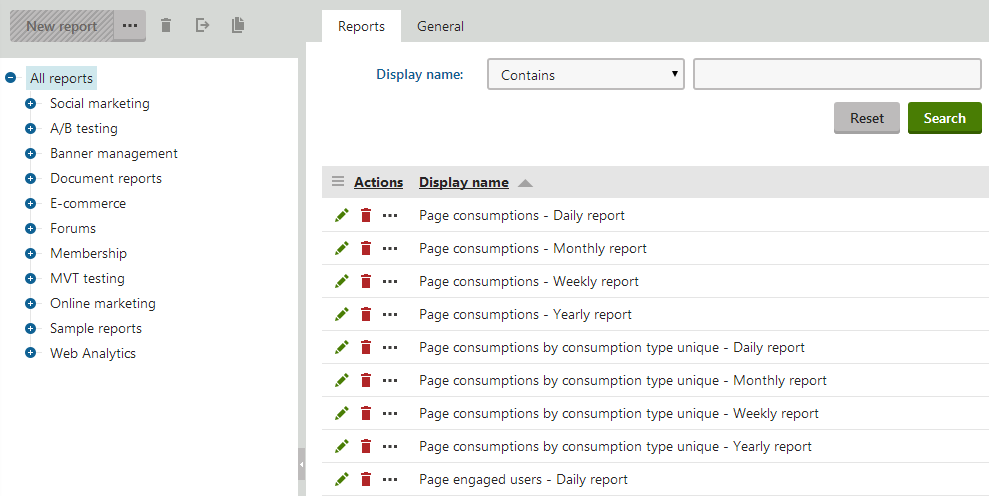 New report ...
All reports
Social marketing
A/B testing
Banner management
Document reports
E-commerce
Forums
Membership
MVT testing
Online marketing
Sample reports
Web Analytics
Reports General
Display name: Contains
Reset Search
Actions Display name
Page consumptions - Daily report
Page consumptions - Monthly report
Page consumptions - Weekly report
Page consumptions - Yearly report
Page consumptions by consumption type unique - Daily report
Page consumptions by consumption type unique - Monthly report
Page consumptions by consumption type unique - Weekly report
Page consumptions by consumption type unique - Yearly report
Page engaged users - Daily report